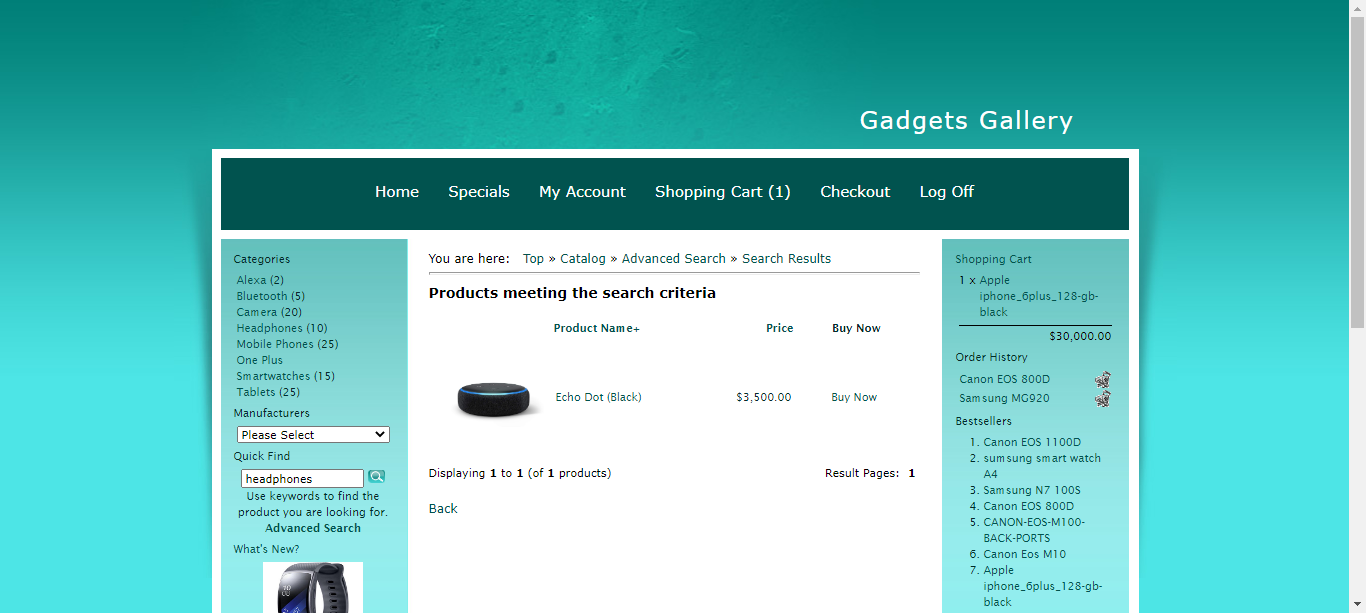 Gadgets Gallery
Home Specials My Account Shopping Cart (1) Checkout Log Off
Categories
Alexa (2)
Bluetooth (5)
Camera (20)
Headphones (10)
Mobile Phones (25)
One Plus
Smartwatches (15)
Tablets (25)
Manufacturers
Please Select
Quick Find
headphones
Use keywords to find the
product you are looking for.
Advanced Search
What's New?
You are here: Top » Catalog » Advanced Search » Search Results
Products meeting the search criteria
Product Name+ Price Buy Now
Echo Dot (Black) $3,500.00 Buy Now
Displaying 1 to 1 (of 1 products) Result Pages: 1
Back
Shopping Cart
1 x Apple
iphone_6plus_128-gb-
black
$30,000.00
Order History
Canon EOS 800D
Samsung MG920
Bestsellers
1. Canon EOS 1100D
2. sumsung smart watch
A4
3. Samsung N7 100S
4. Canon EOS 800D
5. CANON-EOS-M100-
BACK-PORTS
6. Canon Eos M10
7. Apple
iphone_6plus_128-gb-
black